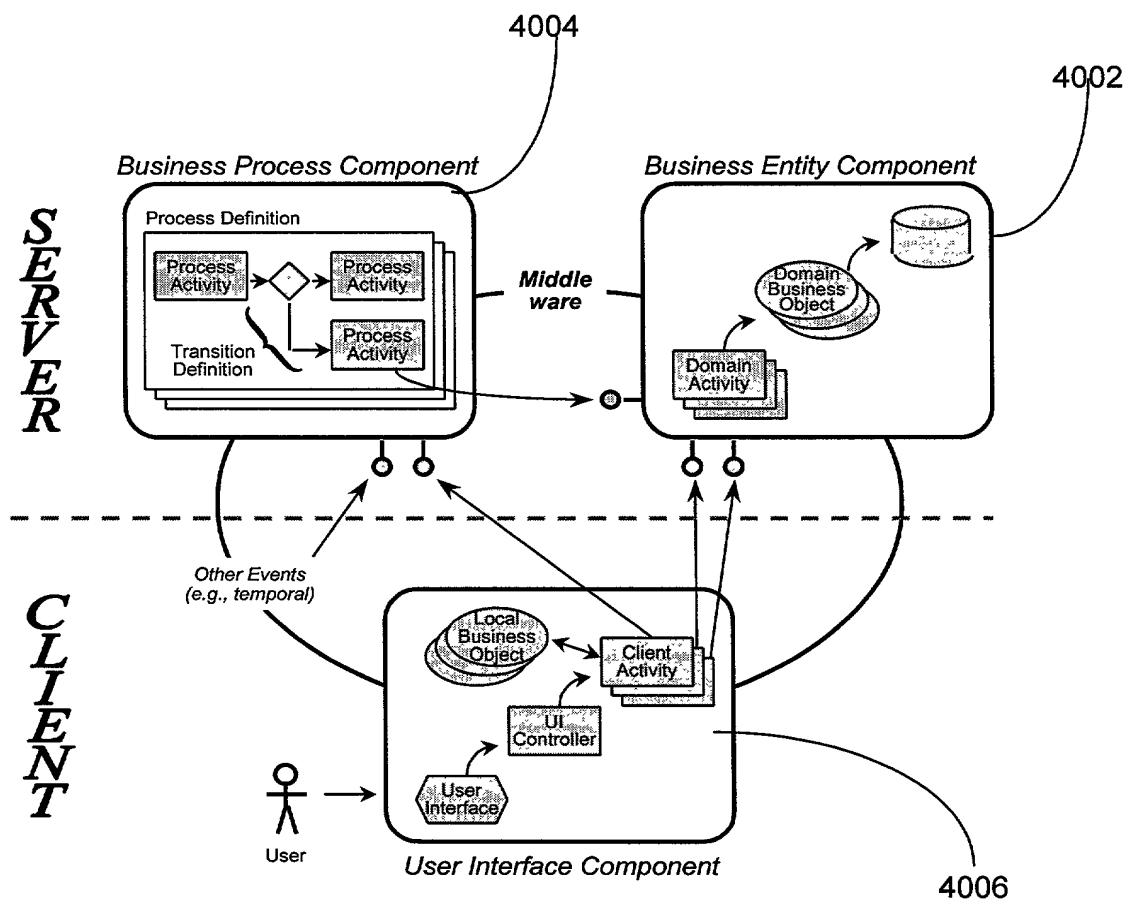 4004
4002
Business Process Component
Business Entity Component
SERVER
Process Definition
Process
Activity
Process
Activity
Process
Activity
Transition
Definition
Middle
ware
Domain
Business
Object
Domain
Activity
Other Events
(e.g., temporal)
CLIENT
Local
Business
Object
Client
Activity
UI
Controller
User
Interface
User
User Interface Component
4006